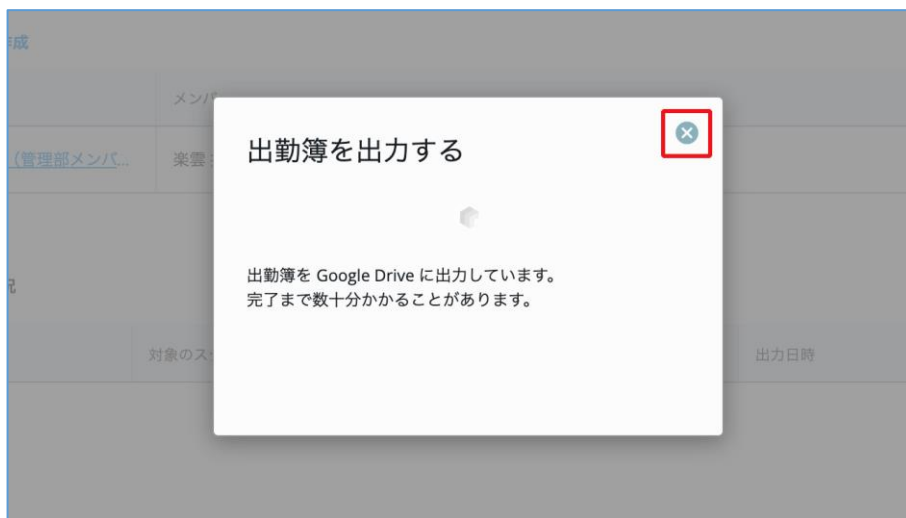 作成
メンバ
出勤簿を出力する
(管理部メンバ...
楽雲
出勤簿を Google Drive に出力しています。
完了まで数十分かかることがあります。
対象のス
出力日時